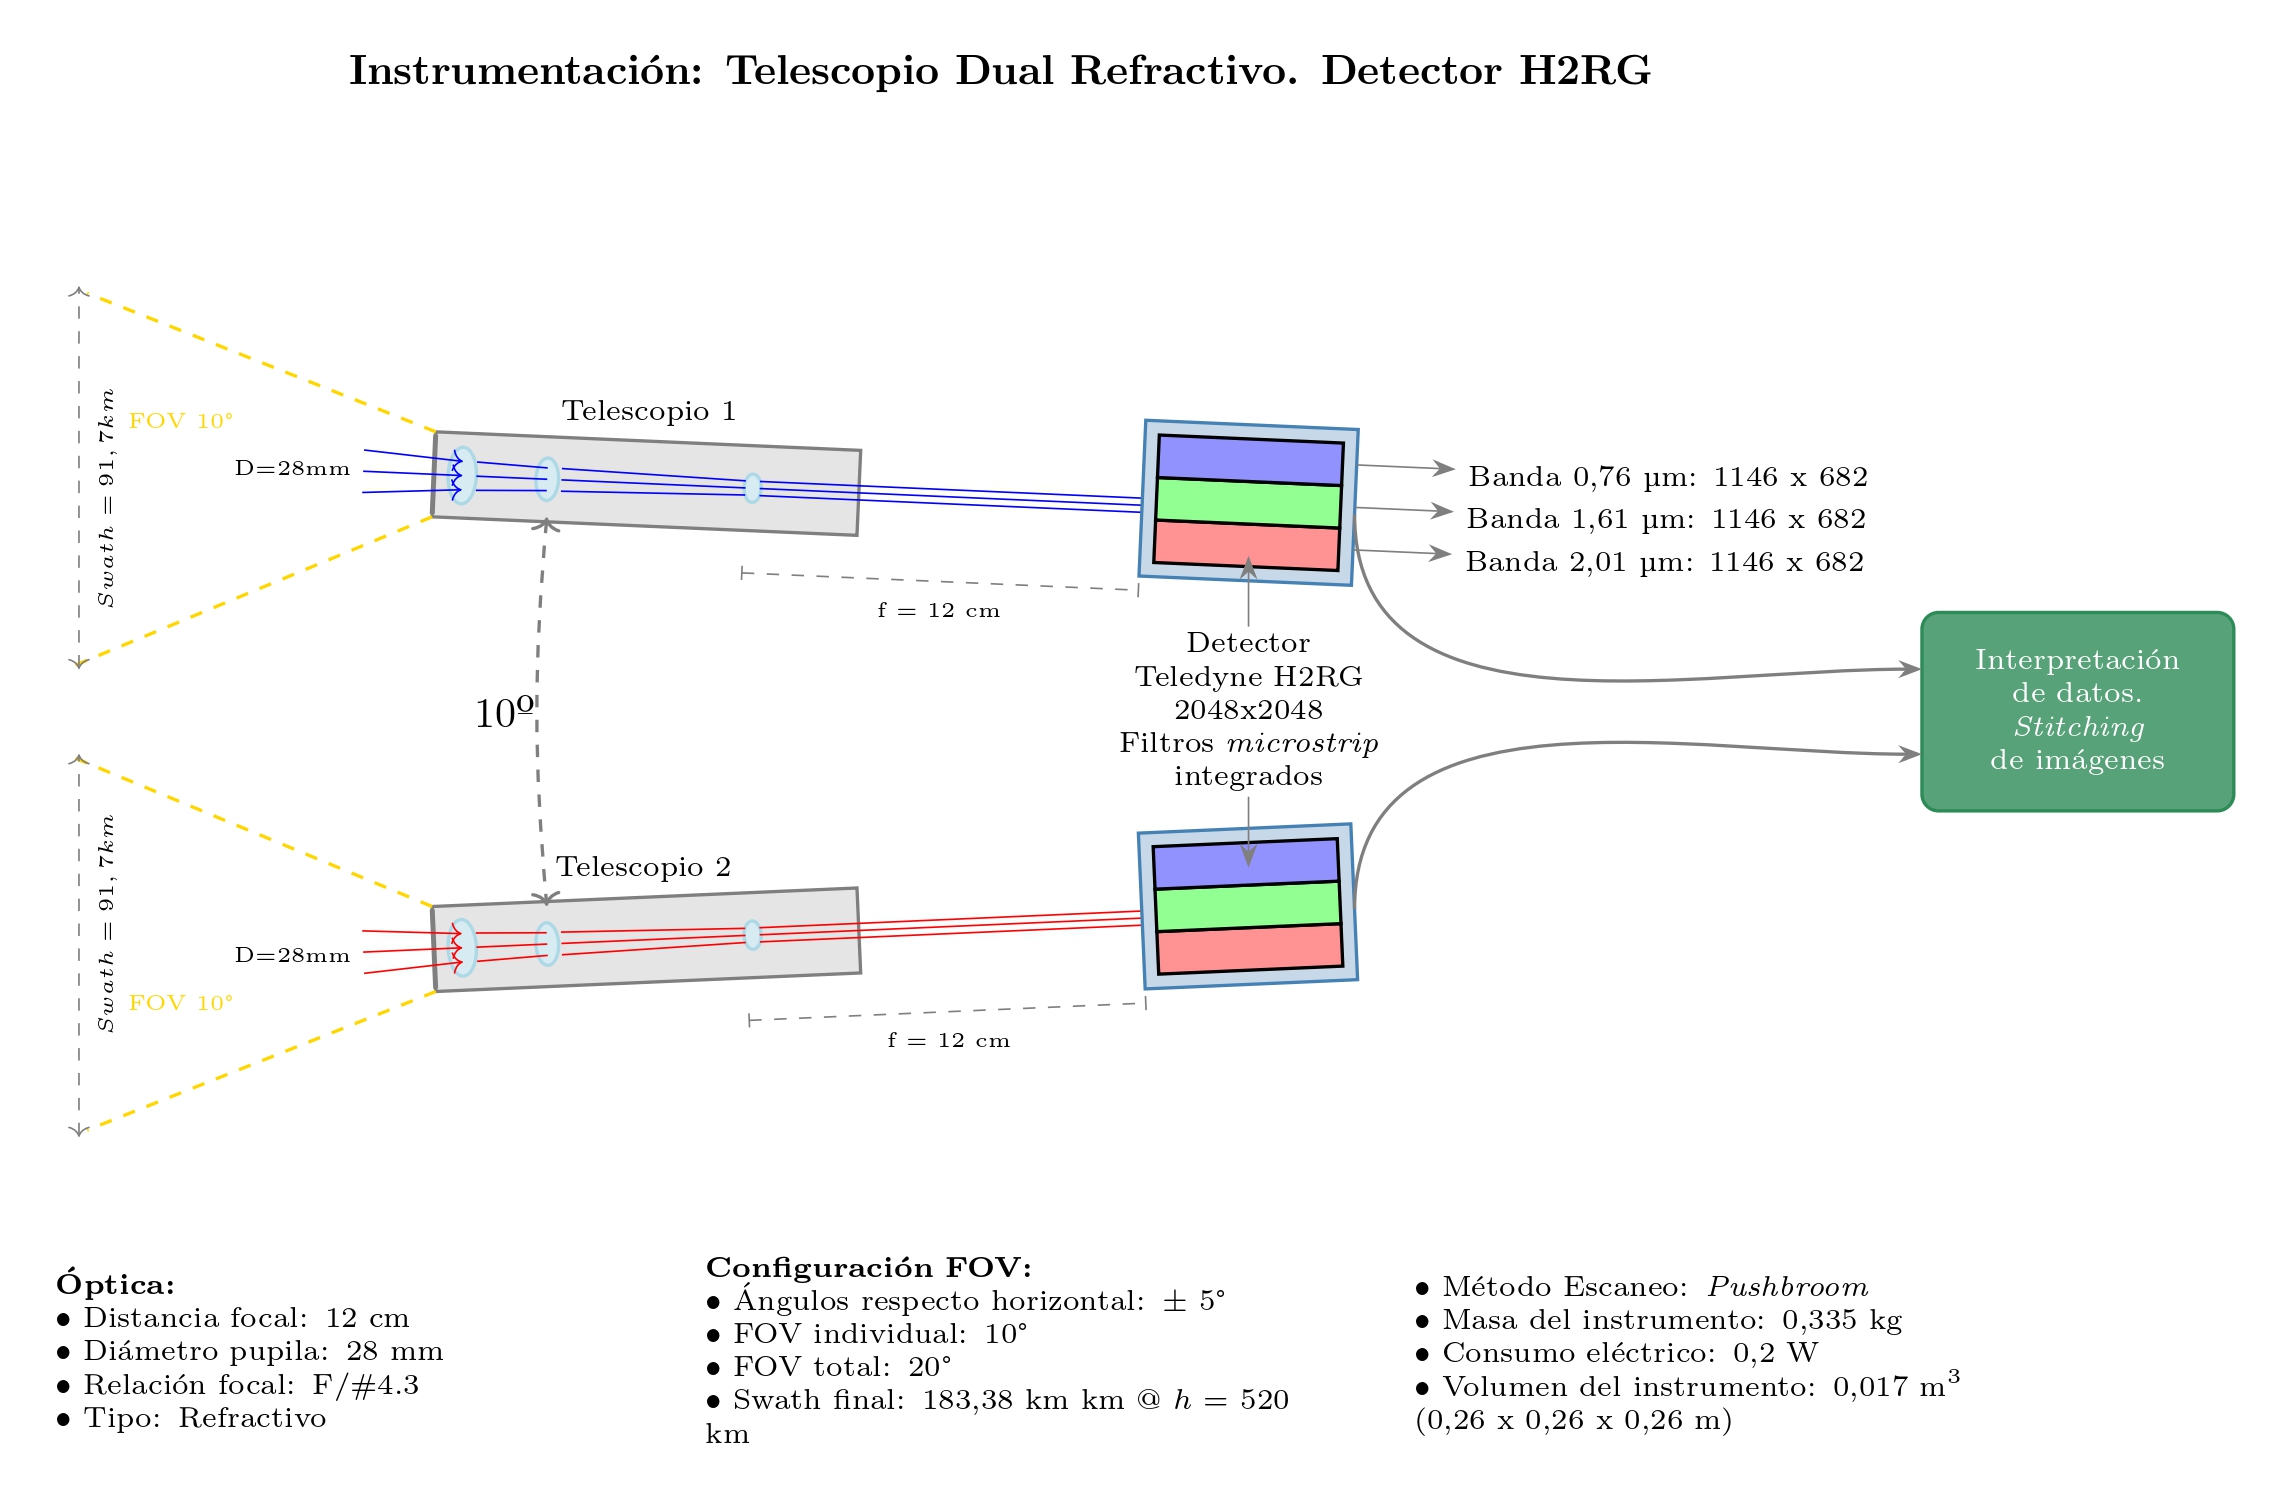 Instrumentación: Telescopio Dual Refractivo. Detector H2RG
Swath = 91, 7km
FOV 10°
D=28mm
Telescopio 1
f = 12 cm
Banda 0,76 µm: 1146 x 682
Banda 1,61 µm: 1146 x 682
Banda 2,01 µm: 1146 x 682
10º
Detector
Teledyne H2RG
2048x2048
Filtros microstrip
integrados
Interpretación
de datos.
Stitching
de imágenes
Swath = 91, 7km
FOV 10°
D=28mm
Telescopio 2
f = 12 cm
Óptica:
• Distancia focal: 12 cm
• Diámetro pupila: 28 mm
• Relación focal: F/#4.3
• Tipo: Refractivo
Configuración FOV:
• Ángulos respecto horizontal: ± 5°
• FOV individual: 10°
• FOV total: 20°
• Swath final: 183,38 km km @ h = 520
km
• Método Escaneo: Pushbroom
• Masa del instrumento: 0,335 kg
• Consumo eléctrico: 0,2 W
• Volumen del instrumento: 0,017 m³
(0,26 x 0,26 x 0,26 m)